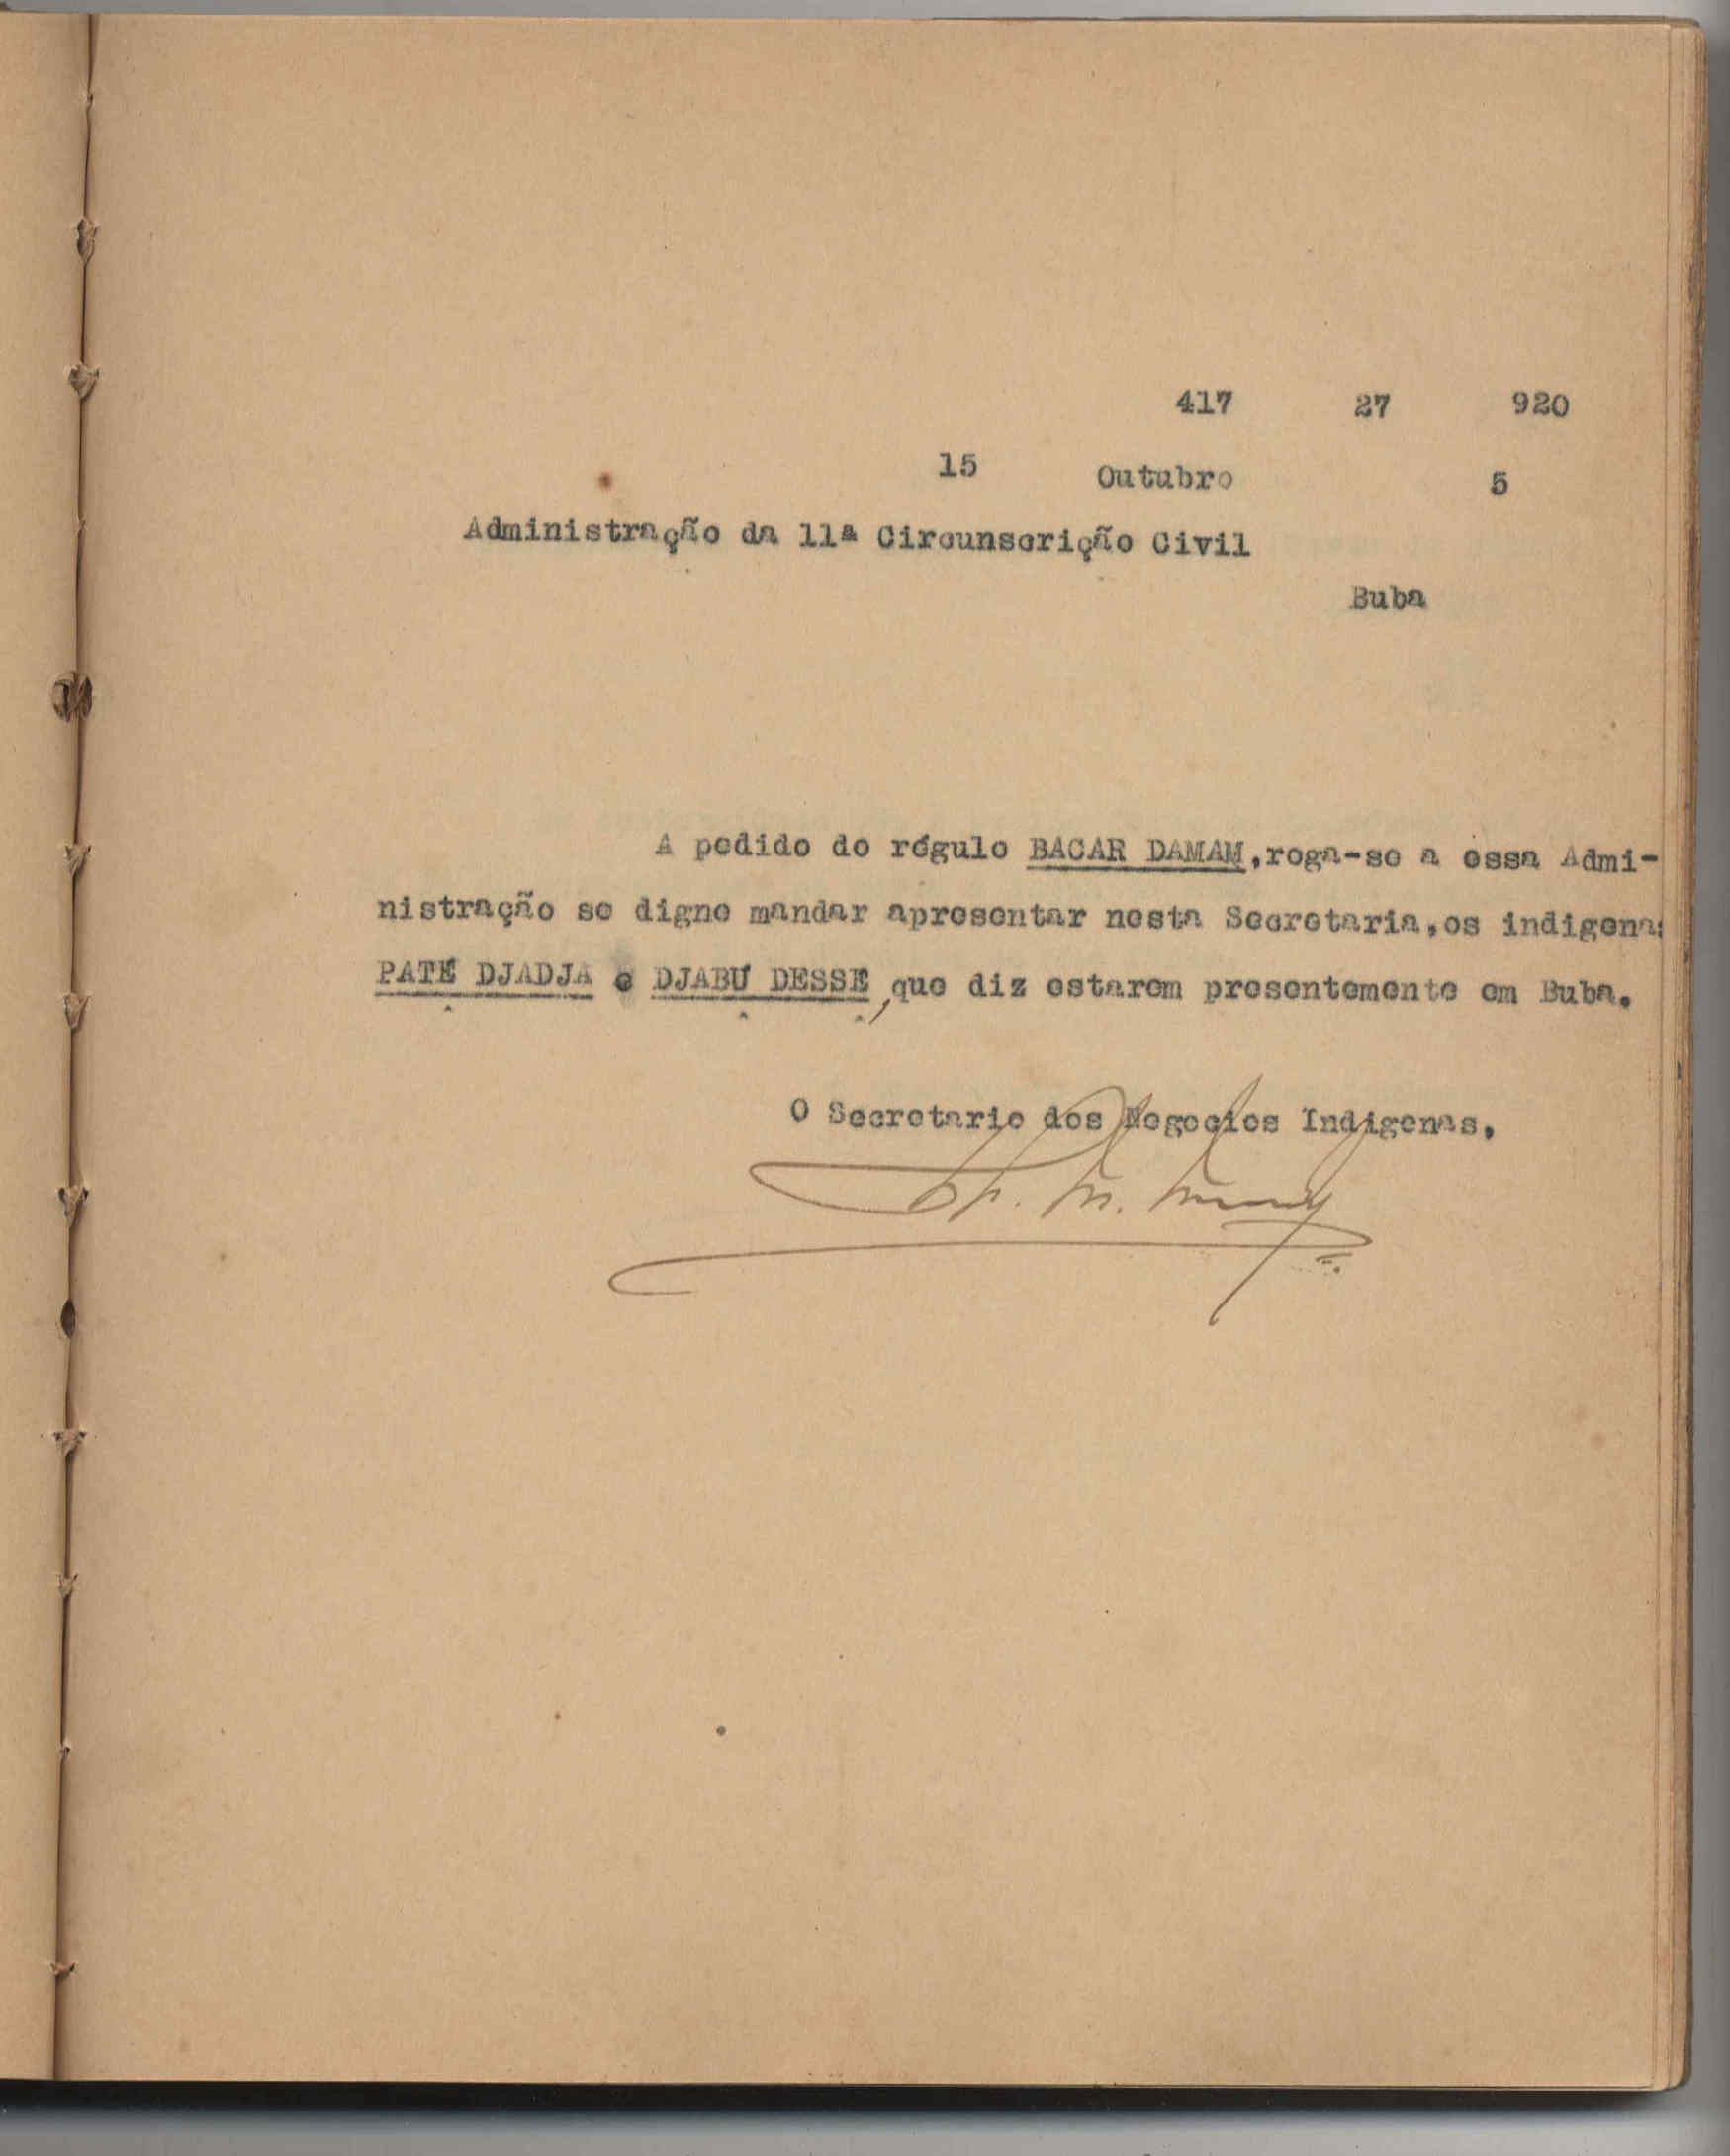 417 27 920
15 Outubro 5
Administração da 11ª Circunscrição Civil
Buba
A pedido do régulo BACAR DAMAM,roga-se a essa Admi-
nistração se digne mandar apresentar nesta Secretaria,os indigenas
PATÉ DJADJA e DJABÚ DESSE,que diz estarem presentemente em Buba.
O Secretario dos Negocios Indigenas,